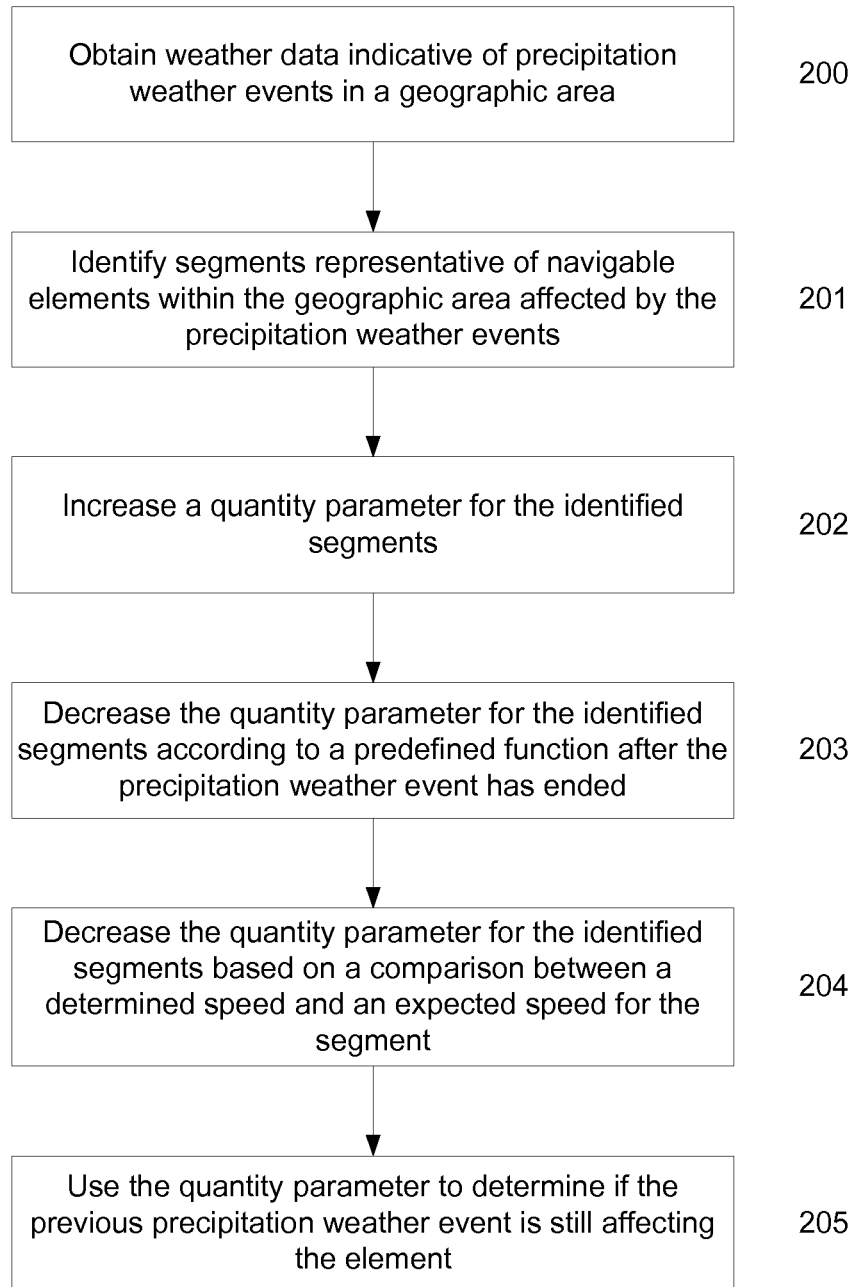 Obtain weather data indicative of precipitation
weather events in a geographic area
200
Identify segments representative of navigable
elements within the geographic area affected by the
precipitation weather events
201
Increase a quantity parameter for the identified
segments
202
Decrease the quantity parameter for the identified
segments according to a predefined function after the
precipitation weather event has ended
203
Decrease the quantity parameter for the identified
segments based on a comparison between a
determined speed and an expected speed for the
segment
204
Use the quantity parameter to determine if the
previous precipitation weather event is still affecting
the element
205